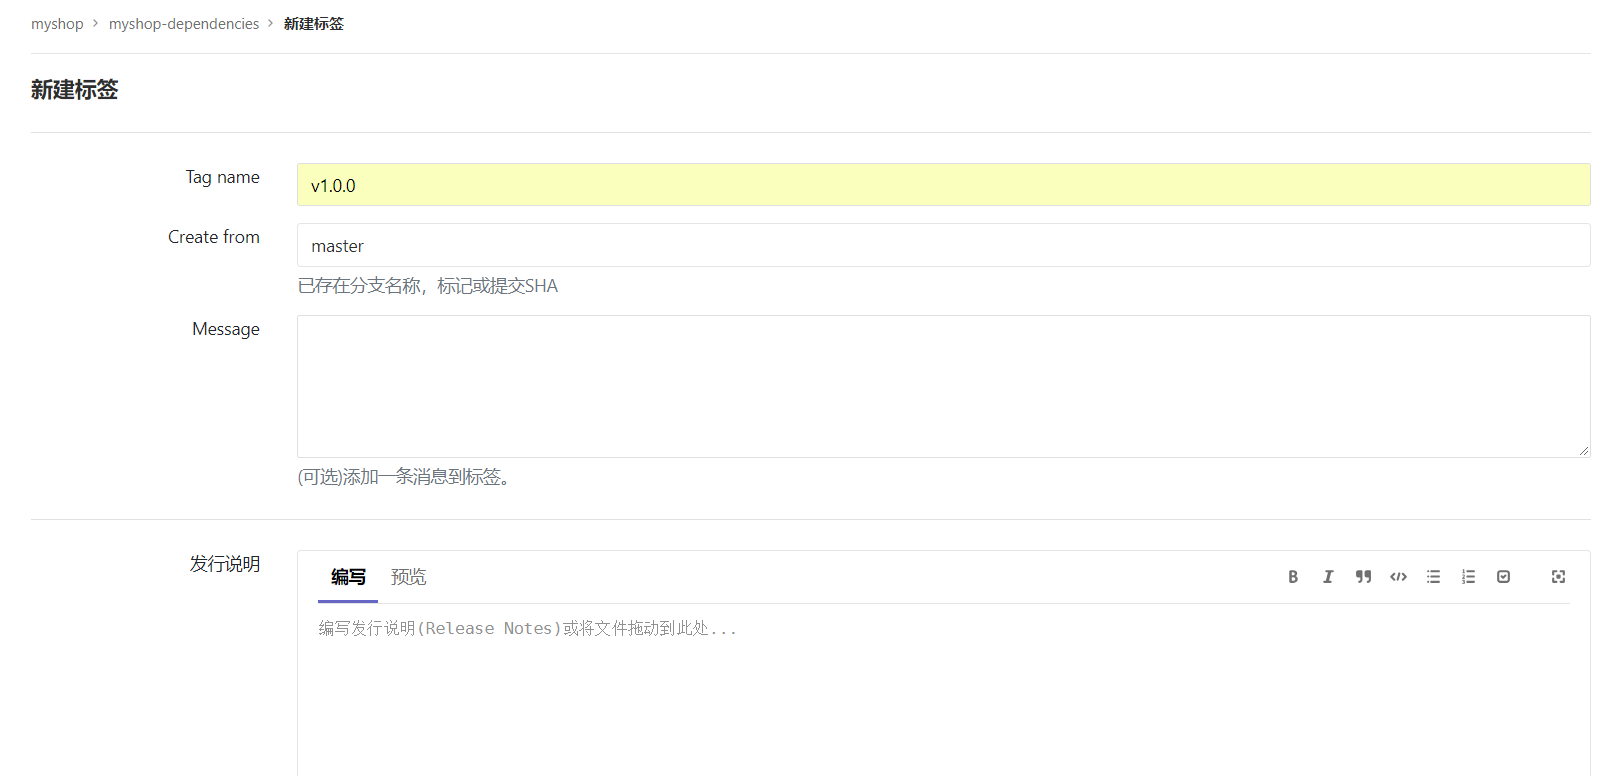 myshop > myshop-dependencies > 新建标签
新建标签
Tag name
v1.0.0
Create from
master
已存在分支名称，标记或提交SHA
Message
(可选)添加一条消息到标签。
发行说明
编写 预览
编写发行说明(Release Notes)或将文件拖动到此处...